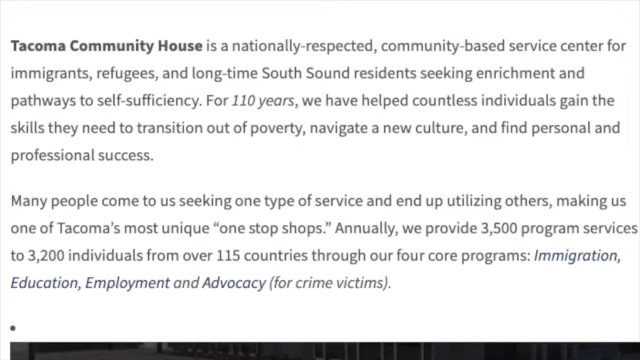 Tacoma Community House is a nationally-respected, community-based service center for
immigrants, refugees, and long-time South Sound residents seeking enrichment and
pathways to self-sufficiency. For 110 years, we have helped countless individuals gain the
skills they need to transition out of poverty, navigate a new culture, and find personal and
professional success.
Many people come to us seeking one type of service and end up utilizing others, making us
one of Tacoma’s most unique “one stop shops.” Annually, we provide 3,500 program services
to 3,200 individuals from over 115 countries through our four core programs: Immigration,
Education, Employment and Advocacy (for crime victims).